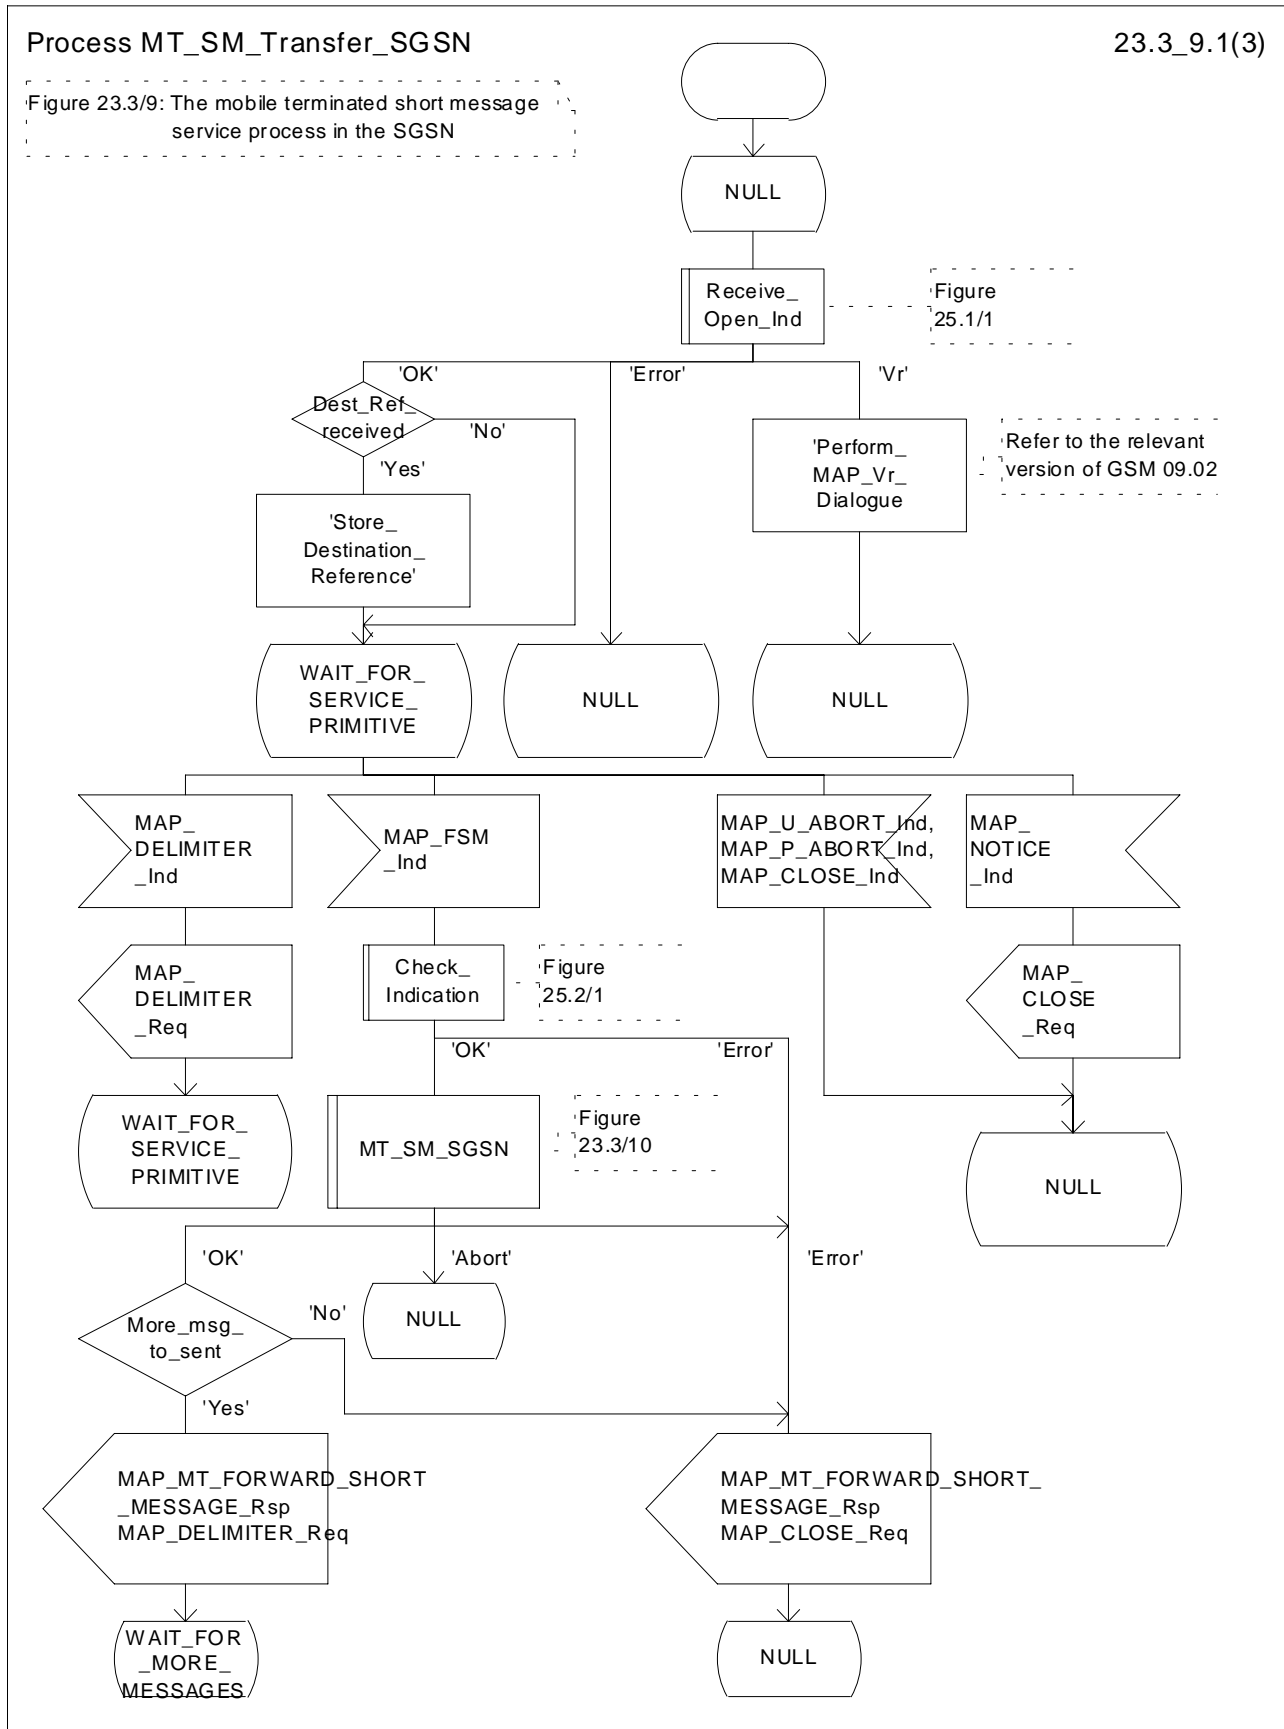 Process MT_SM_Transfer_SGSN
23.3_9.1(3)
Figure 23.3/9: The mobile terminated short message
service process in the SGSN
NULL
Receive_
Open_Ind
Figure
25.1/1
'OK'
'Error'
'Vr'
Dest_Ref_
received
'No'
'Yes'
'Perform_
MAP_Vr_
Dialogue
Refer to the relevant
version of GSM 09.02
'Store_
Destination_
Reference'
WAIT_FOR_
SERVICE_
PRIMITIVE
NULL
NULL
MAP_
DELIMITER
_Ind
MAP_FSM
_Ind
MAP_U_ABORT_Ind,
MAP_P_ABORT_Ind,
MAP_CLOSE_Ind
MAP_
NOTICE
_Ind
MAP_
DELIMITER
_Req
Check_
Indication
Figure
25.2/1
MAP_
CLOSE
_Req
'OK'
'Error'
WAIT_FOR_
SERVICE_
PRIMITIVE
MT_SM_SGSN
Figure
23.3/10
NULL
'OK'
'Abort'
'Error'
More_msg_
to_sent
'No'
NULL
'Yes'
MAP_MT_FORWARD_SHORT
_MESSAGE_Rsp
MAP_DELIMITER_Req
MAP_MT_FORWARD_SHORT_
MESSAGE_Rsp
MAP_CLOSE_Req
WAIT_FOR
_MORE_
MESSAGES
NULL